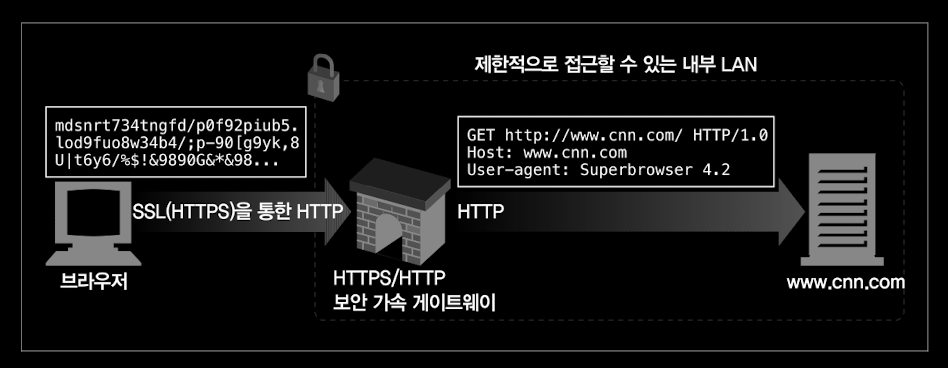 제한적으로 접근할 수 있는 내부 LAN
mdsnrt734tngfd/p0f92piub5.
lod9fuo8w34b4/;p-90[g9yk,8
U|t6y6/%$!&9890G&*&98...
GET http://www.cnn.com/ HTTP/1.0
Host: www.cnn.com
User-agent: Superbrowser 4.2
SSL(HTTPS)을 통한 HTTP
HTTP
브라우저
HTTPS/HTTP
보안 가속 게이트웨이
www.cnn.com